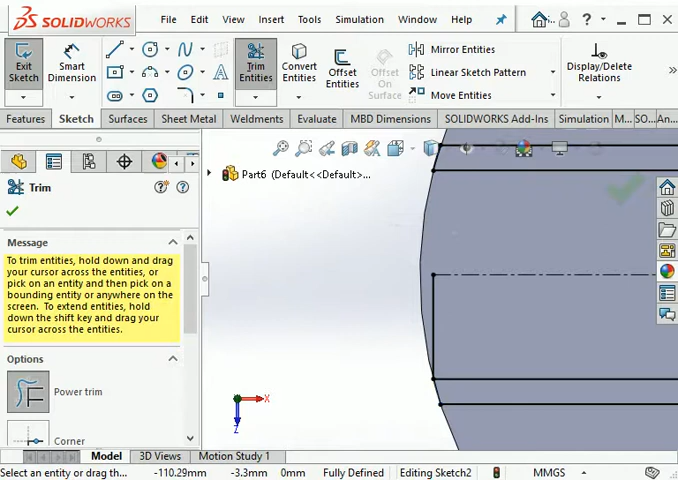 SOLIDWORKS
File Edit View Insert Tools Simulation Window Help ?
Exit Sketch
Smart Dimension
Trim Entities
Convert Entities
Offset Entities
Offset On Surface
Mirror Entities
Linear Sketch Pattern
Move Entities
Display/Delete Relations
Features Sketch Surfaces Sheet Metal Weldments Evaluate MBD Dimensions SOLIDWORKS Add-Ins Simulation M... SO... An...
Part6 (Default<<Default>...
Trim
Message
To trim entities, hold down and drag
your cursor across the entities, or
pick on an entity and then pick on a
bounding entity or anywhere on the
screen. To extend entities, hold
down the shift key and drag your
cursor across the entities.
Options
Power trim
Corner
X
Z
Model 3D Views Motion Study 1
Select an entity or drag th... -110.29mm -3.3mm 0mm Fully Defined Editing Sketch2 MMGS